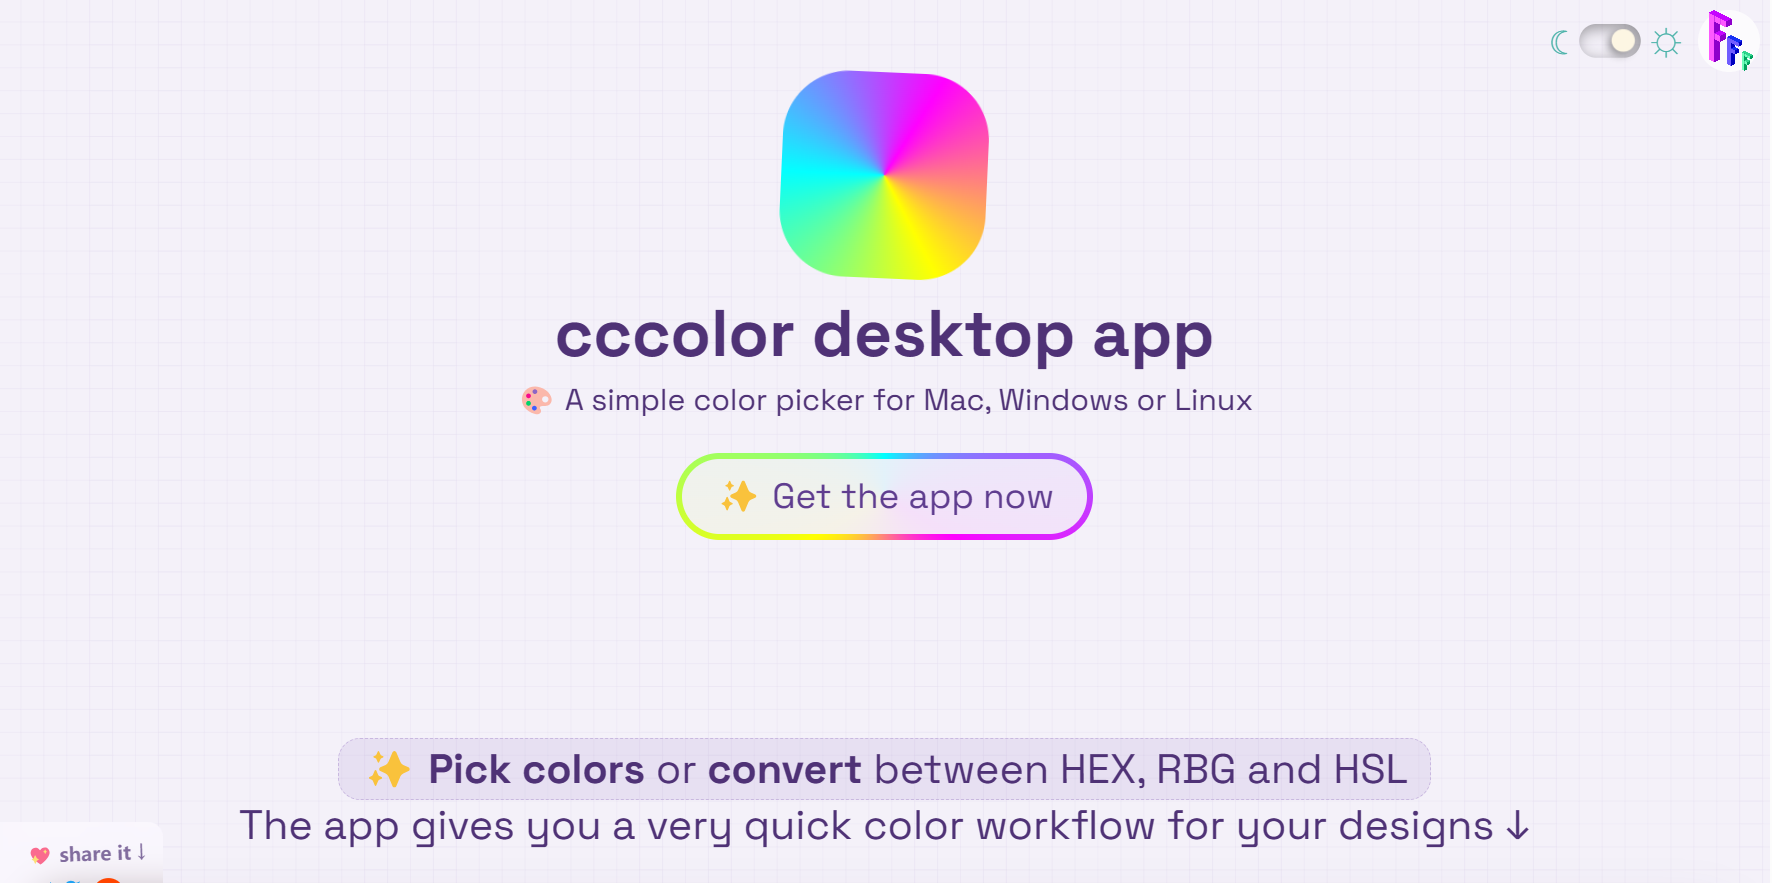 F F F
cccolor desktop app
A simple color picker for Mac, Windows or Linux
Get the app now
Pick colors or convert between HEX, RBG and HSL
The app gives you a very quick color workflow for your designs ↓
share it ↓